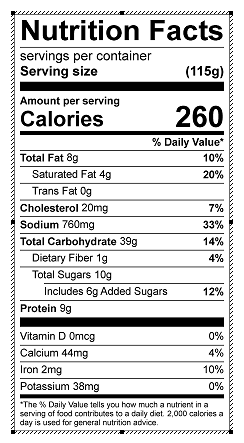 Nutrition Facts
servings per container
Serving size (115g)
Amount per serving
Calories 260
% Daily Value*
Total Fat 8g 10%
Saturated Fat 4g 20%
Trans Fat 0g
Cholesterol 20mg 7%
Sodium 760mg 33%
Total Carbohydrate 39g 14%
Dietary Fiber 1g 4%
Total Sugars 10g
Includes 6g Added Sugars 12%
Protein 9g
Vitamin D 0mcg 0%
Calcium 44mg 4%
Iron 2mg 10%
Potassium 38mg 0%
*The % Daily Value tells you how much a nutrient in a
serving of food contributes to a daily diet. 2,000 calories a
day is used for general nutrition advice.